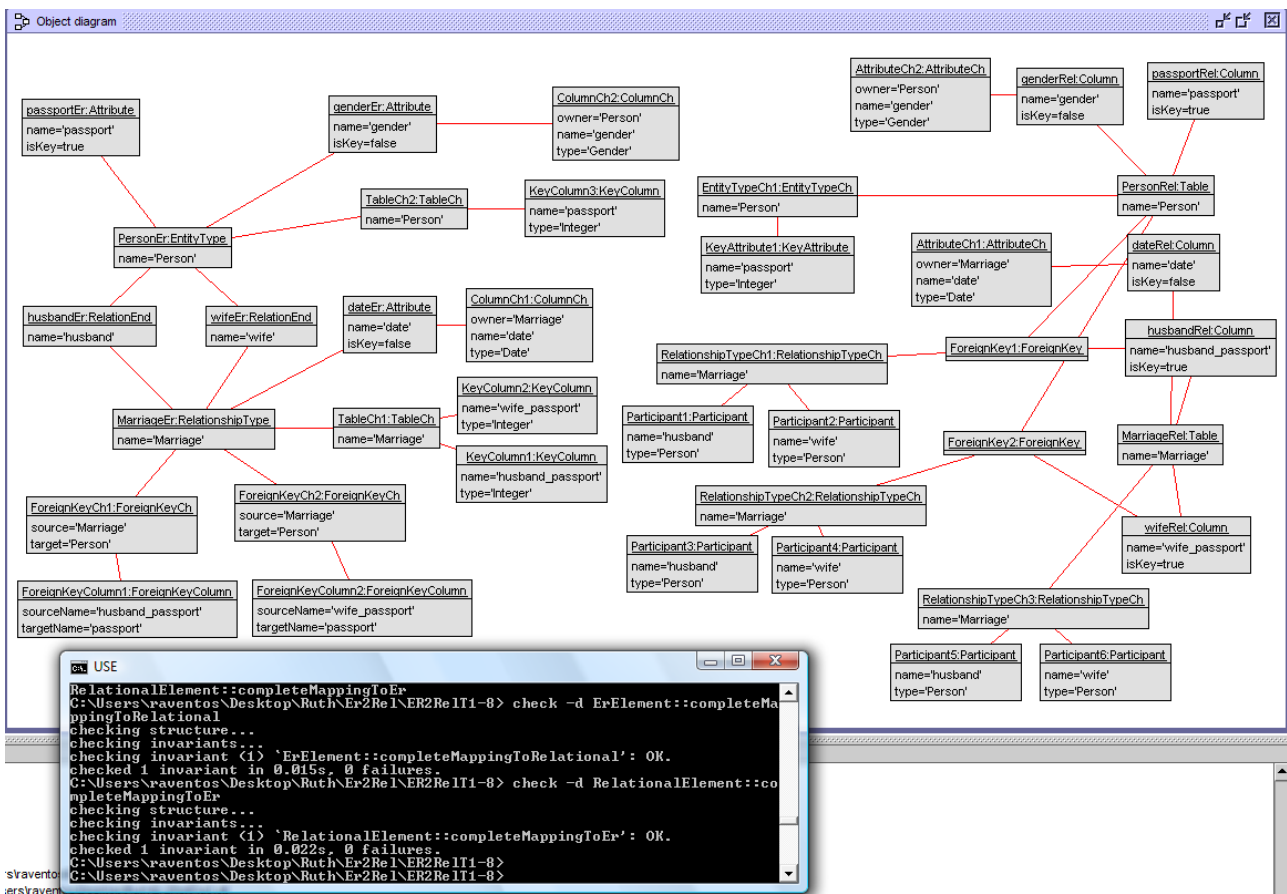 Object diagram
passportEr:Attribute
name='passport'
isKey=true
genderEr:Attribute
name='gender'
isKey=false
ColumnCh2:ColumnCh
owner='Person'
name='gender'
type='Gender'
TableCh2:TableCh
name='Person'
KeyColumn3:KeyColumn
name='passport'
type='Integer'
PersonEr:EntityType
name='Person'
husbandEr:RelationEnd
name='husband'
wifeEr:RelationEnd
name='wife'
dateEr:Attribute
name='date'
isKey=false
ColumnCh1:ColumnCh
owner='Marriage'
name='date'
type='Date'
KeyColumn2:KeyColumn
name='wife_passport'
type='Integer'
MarriageEr:RelationshipType
name='Marriage'
TableCh1:TableCh
name='Marriage'
KeyColumn1:KeyColumn
name='husband_passport'
type='Integer'
ForeignKeyCh1:ForeignKeyCh
source='Marriage'
target='Person'
ForeignKeyCh2:ForeignKeyCh
source='Marriage'
target='Person'
ForeignKeyColumn1:ForeignKeyColumn
sourceName='husband_passport'
targetName='passport'
ForeignKeyColumn2:ForeignKeyColumn
sourceName='wife_passport'
targetName='passport'
AttributeCh2:AttributeCh
owner='Person'
name='gender'
type='Gender'
genderRel:Column
name='gender'
isKey=false
passportRel:Column
name='passport'
isKey=true
EntityTypeCh1:EntityTypeCh
name='Person'
PersonRel:Table
name='Person'
KeyAttribute1:KeyAttribute
name='passport'
type='Integer'
AttributeCh1:AttributeCh
owner='Marriage'
name='date'
type='Date'
dateRel:Column
name='date'
isKey=false
husbandRel:Column
name='husband_passport'
isKey=true
RelationshipTypeCh1:RelationshipTypeCh
name='Marriage'
ForeignKey1:ForeignKey
Participant1:Participant
name='husband'
type='Person'
Participant2:Participant
name='wife'
type='Person'
ForeignKey2:ForeignKey
MarriageRel:Table
name='Marriage'
RelationshipTypeCh2:RelationshipTypeCh
name='Marriage'
wifeRel:Column
name='wife_passport'
isKey=true
Participant3:Participant
name='husband'
type='Person'
Participant4:Participant
name='wife'
type='Person'
RelationshipTypeCh3:RelationshipTypeCh
name='Marriage'
Participant5:Participant
name='husband'
type='Person'
Participant6:Participant
name='wife'
type='Person'
USE
RelationalElement::completeMappingToEr
C:\Users\raventos\Desktop\Ruth\Er2Rel\ER2RelT1-8> check -d ErElement::completeMa
ppingToRelational
checking structure...
checking invariants...
checking invariant (1) `ErElement::completeMappingToRelational': OK.
checked 1 invariant in 0.015s, 0 failures.
C:\Users\raventos\Desktop\Ruth\Er2Rel\ER2RelT1-8> check -d RelationalElement::co
mpleteMappingToEr
checking structure...
checking invariants...
checking invariant (1) `RelationalElement::completeMappingToEr': OK.
checked 1 invariant in 0.022s, 0 failures.
C:\Users\raventos\Desktop\Ruth\Er2Rel\ER2RelT1-8>
C:\Users\raventos\Desktop\Ruth\Er2Rel\ER2RelT1-8>